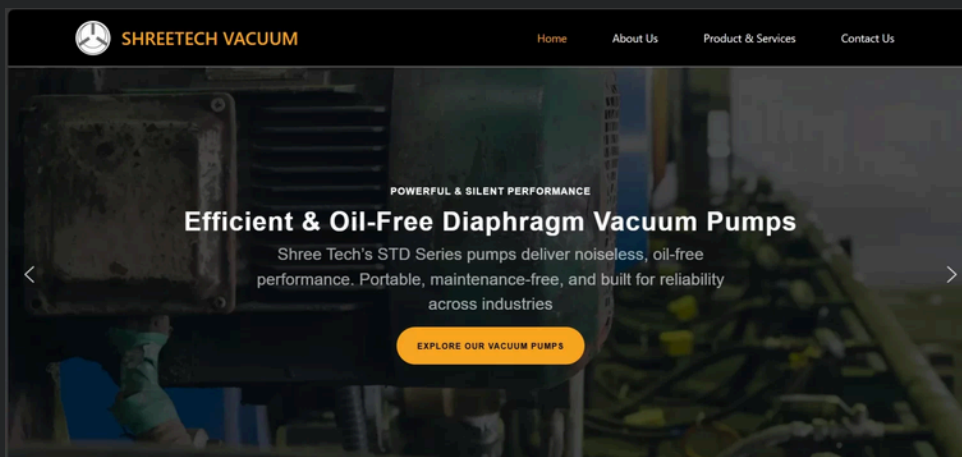 SHREETECH VACUUM
Home
About Us
Product & Services
Contact Us
POWERFUL & SILENT PERFORMANCE
Efficient & Oil-Free Diaphragm Vacuum Pumps
Shree Tech's STD Series pumps deliver noiseless, oil-free
performance. Portable, maintenance-free, and built for reliability
across industries
EXPLORE OUR VACUUM PUMPS